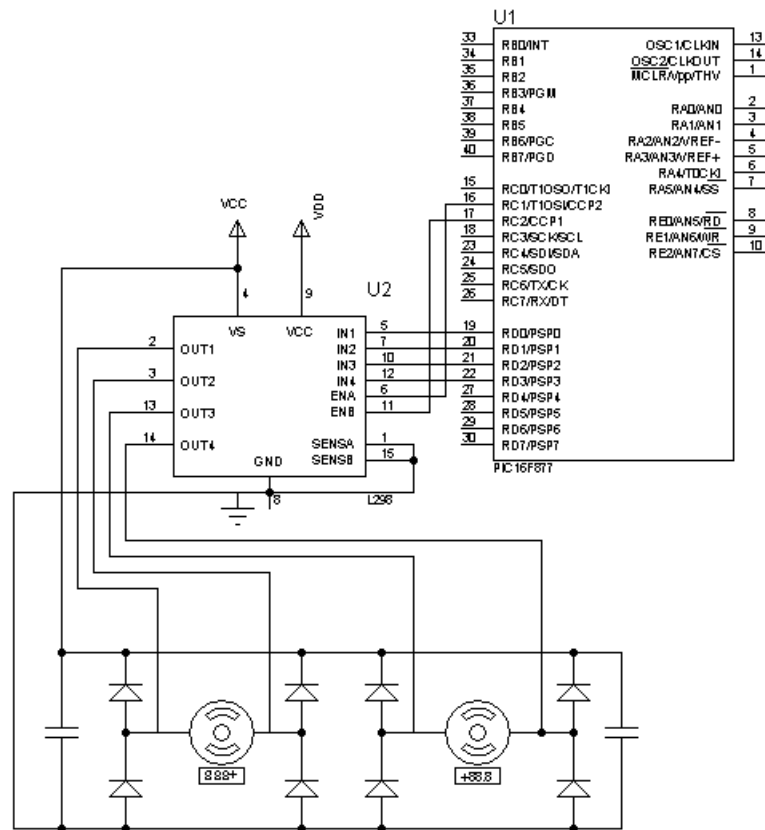 U1
33 RB0/INT OSC1/CLKIN 13
34 RB1 OSC2/CLKOUT 14
35 RB2 MCLR/Vpp/THV 1
36 RB3/PGM
37 RB4 RA0/AN0 2
38 RB5 RA1/AN1 3
39 RB6/PGC RA2/AN2/VREF- 4
40 RB7/PGD RA3/AN3/VREF+ 5
RA4/T0CKI 6
15 RC0/T1OSO/T1CKI RA5/AN4/SS 7
16 RC1/T1OSI/CCP2
17 RC2/CCP1 RE0/AN5/RD 8
18 RC3/SCK/SCL RE1/AN6/WR 9
23 RC4/SDI/SDA RE2/AN7/CS 10
24 RC5/SDO
25 RC6/TX/CK
26 RC7/RX/DT
19 RD0/PSP0
20 RD1/PSP1
21 RD2/PSP2
22 RD3/PSP3
27 RD4/PSP4
28 RD5/PSP5
29 RD6/PSP6
30 RD7/PSP7
PIC16F877
VCC VDD
4 9 U2
VS VCC
2 OUT1 IN1 5
IN2 7
3 OUT2 IN3 10
IN4 12
ENA 6
13 OUT3 ENB 11
14 OUT4 SENSA 1
SENSB 15
GND
8 L298
888+ +88.8